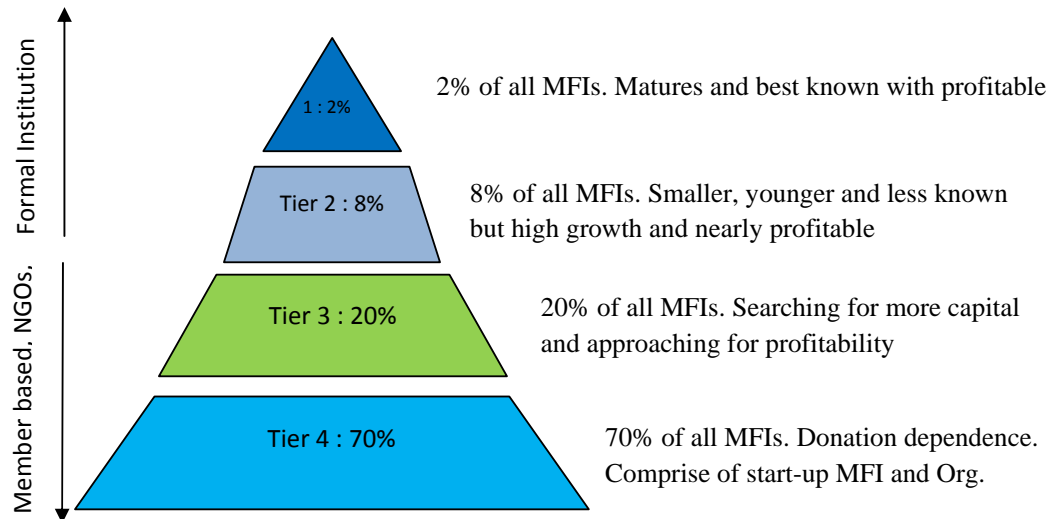 Formal Institution
1 : 2%
2% of all MFIs. Matures and best known with profitable
Tier 2 : 8%
8% of all MFIs. Smaller, younger and less known
but high growth and nearly profitable
Member based, NGOs,
Tier 3 : 20%
20% of all MFIs. Searching for more capital
and approaching for profitability
Tier 4 : 70%
70% of all MFIs. Donation dependence.
Comprise of start-up MFI and Org.